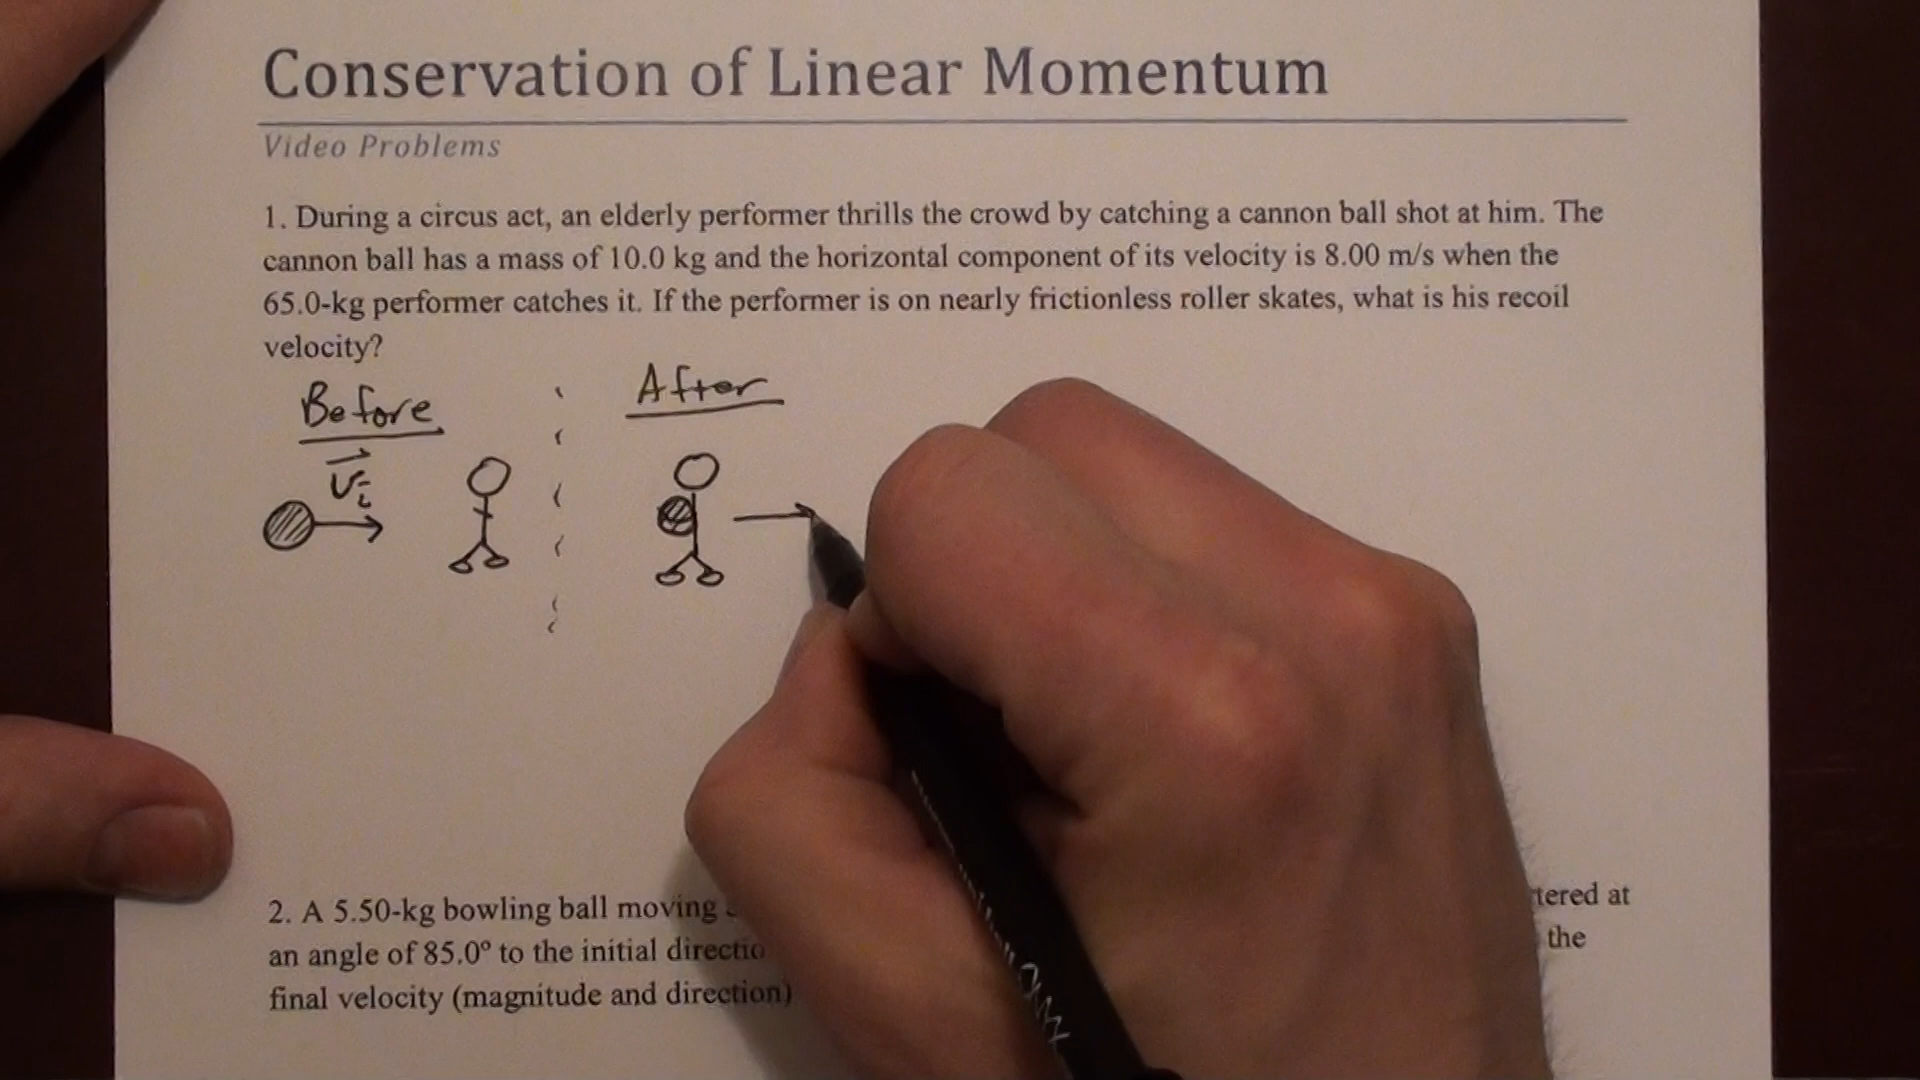 Conservation of Linear Momentum
Video Problems
1. During a circus act, an elderly performer thrills the crowd by catching a cannon ball shot at him. The
cannon ball has a mass of 10.0 kg and the horizontal component of its velocity is 8.00 m/s when the
65.0-kg performer catches it. If the performer is on nearly frictionless roller skates, what is his recoil
velocity?
Before After
vi
2. A 5.50-kg bowling ball moving tered at
an angle of 85.0º to the initial directio the
final velocity (magnitude and direction)